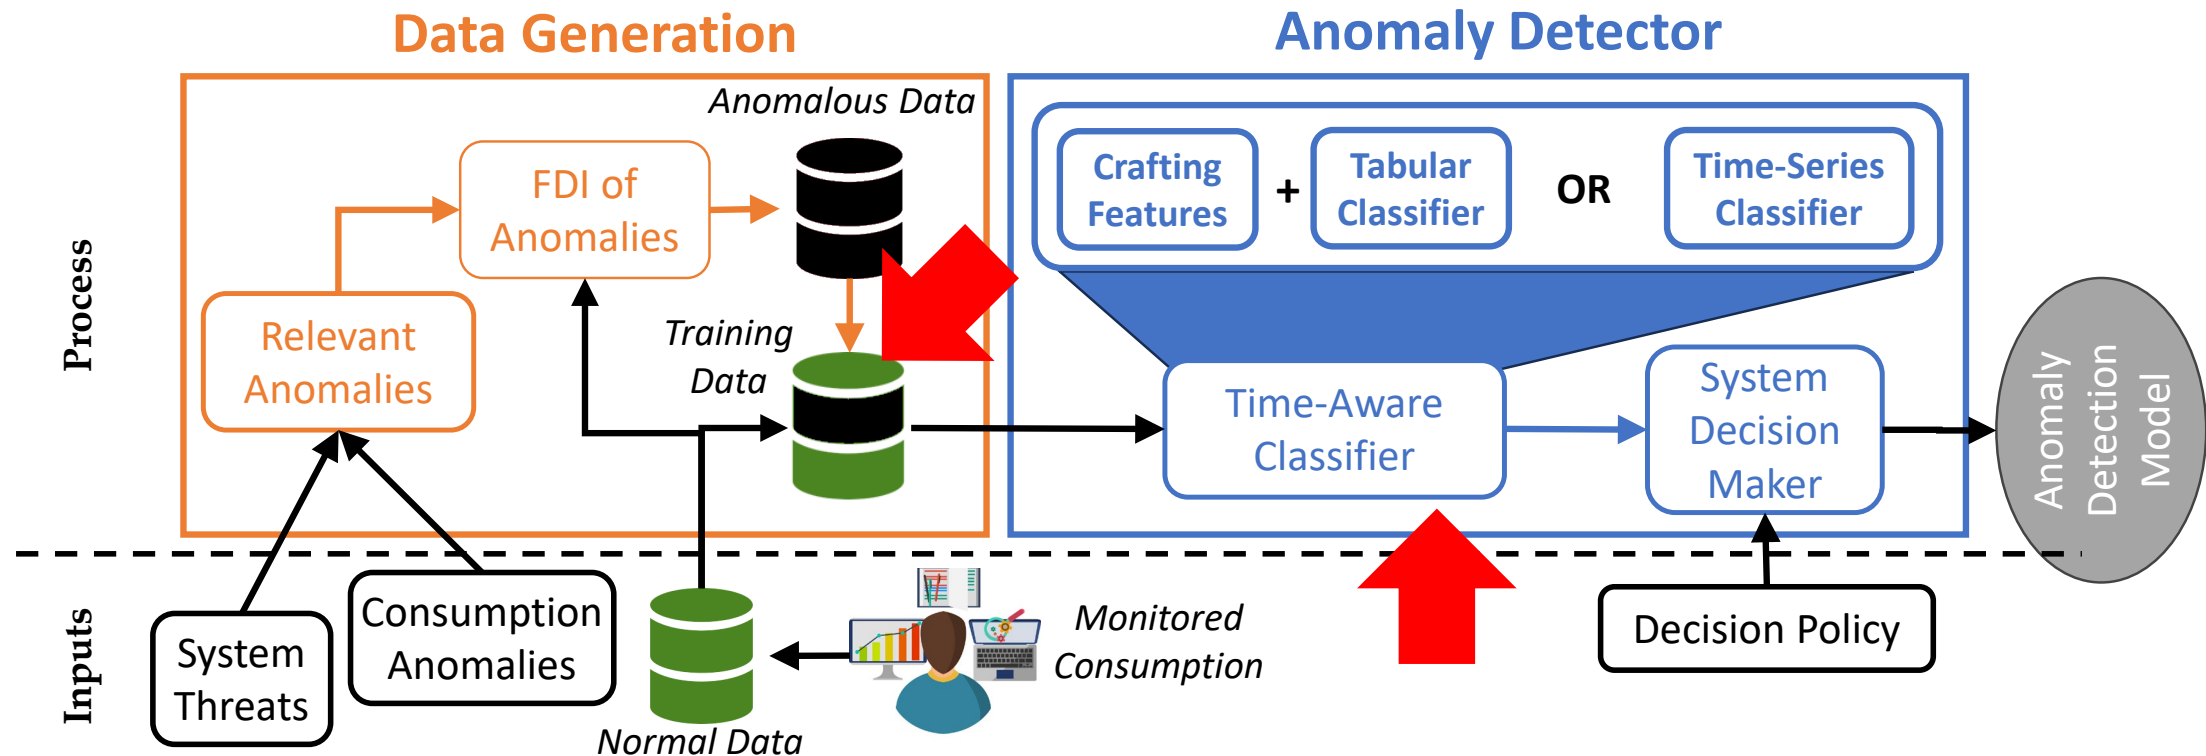 Data Generation
Anomaly Detector
Anomalous Data
FDI of
Anomalies
Crafting
Features
+
Tabular
Classifier
OR
Time-Series
Classifier
Process
Relevant
Anomalies
Training
Data
Time-Aware
Classifier
System
Decision
Maker
Anomaly
Detection
Model
Inputs
System
Threats
Consumption
Anomalies
Normal Data
Monitored
Consumption
Decision Policy